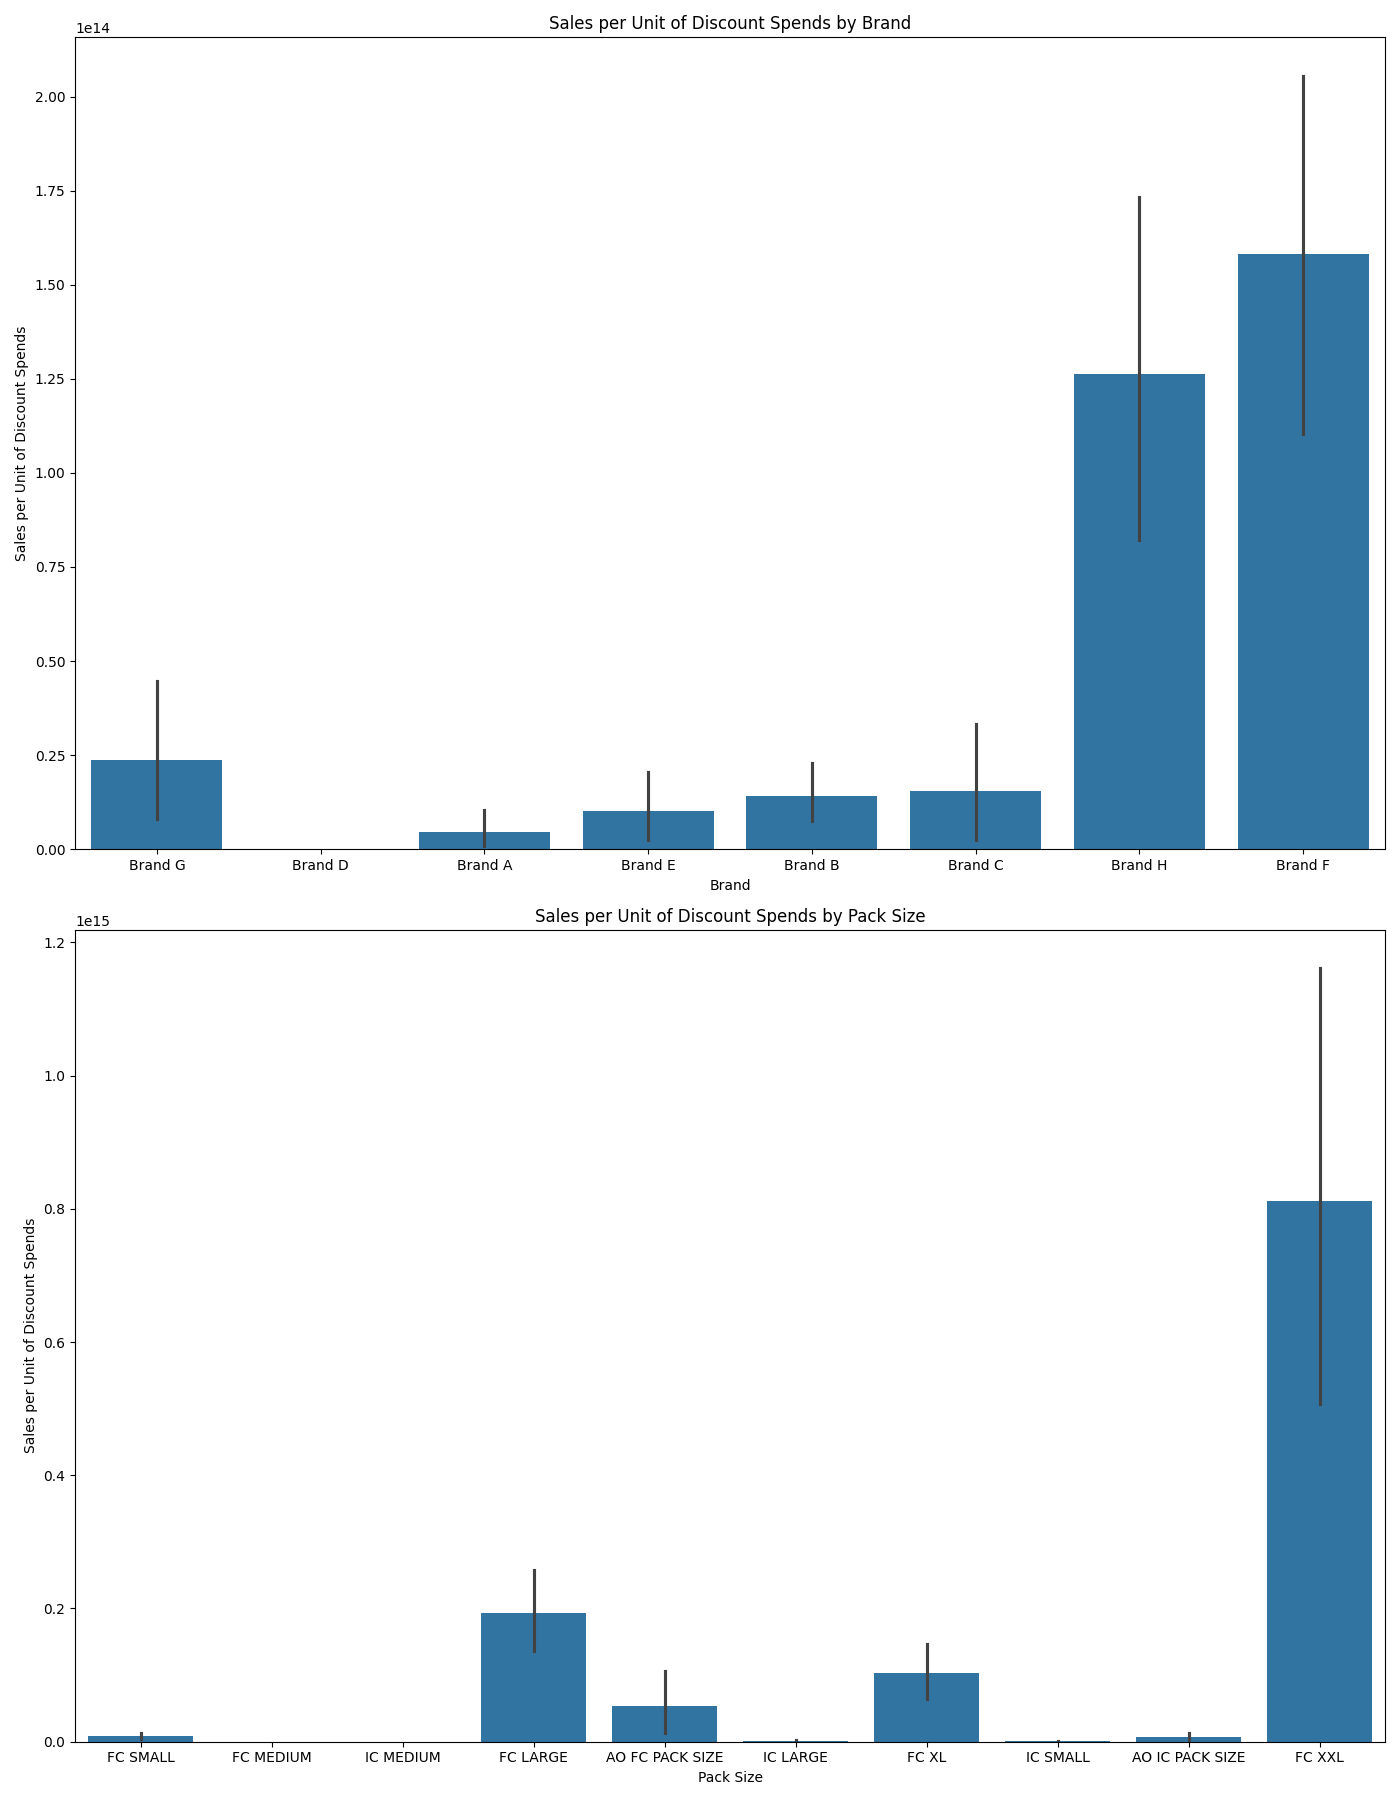 Sales per Unit of Discount Spends by Brand
1e14
2.00
1.75
1.50
1.25
1.00
0.75
0.50
0.25
0.00
Sales per Unit of Discount Spends
Brand G Brand D Brand A Brand E Brand B Brand C Brand H Brand F
Brand
Sales per Unit of Discount Spends by Pack Size
1e15
1.2
1.0
0.8
0.6
0.4
0.2
0.0
Sales per Unit of Discount Spends
FC SMALL FC MEDIUM IC MEDIUM FC LARGE AO FC PACK SIZE IC LARGE FC XL IC SMALL AO IC PACK SIZE FC XXL
Pack Size